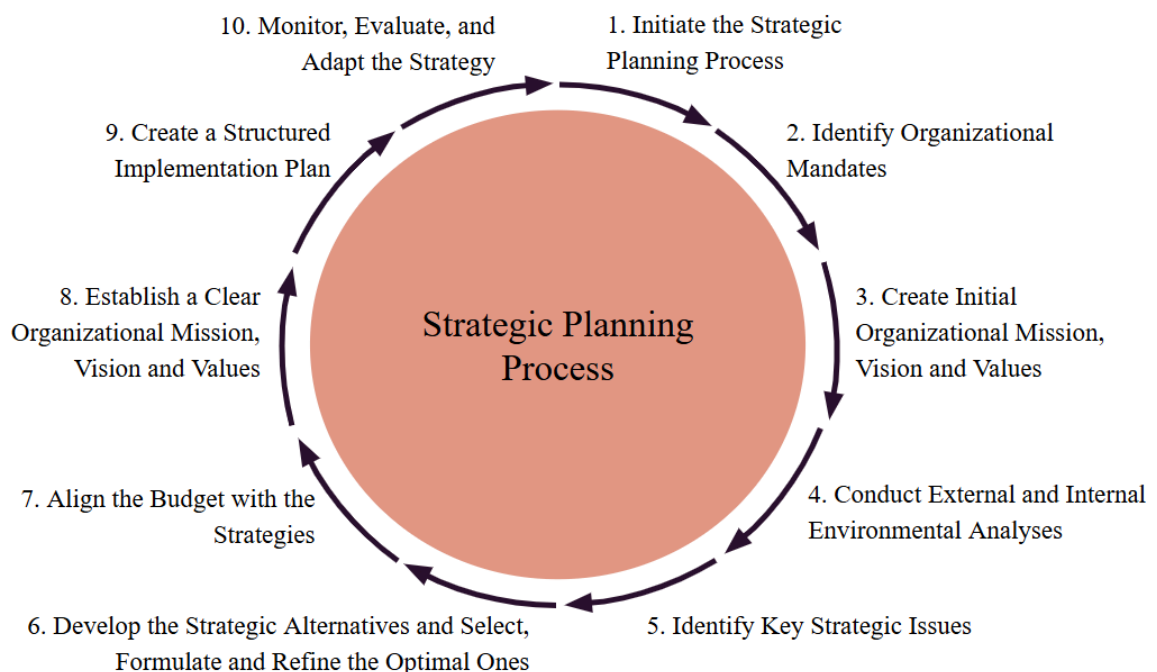 10. Monitor, Evaluate, and
Adapt the Strategy
1. Initiate the Strategic
Planning Process
9. Create a Structured
Implementation Plan
2. Identify Organizational
Mandates
8. Establish a Clear
Organizational Mission,
Vision and Values
Strategic Planning
Process
3. Create Initial
Organizational Mission,
Vision and Values
7. Align the Budget with the
Strategies
4. Conduct External and Internal
Environmental Analyses
6. Develop the Strategic Alternatives and Select,
Formulate and Refine the Optimal Ones
5. Identify Key Strategic Issues